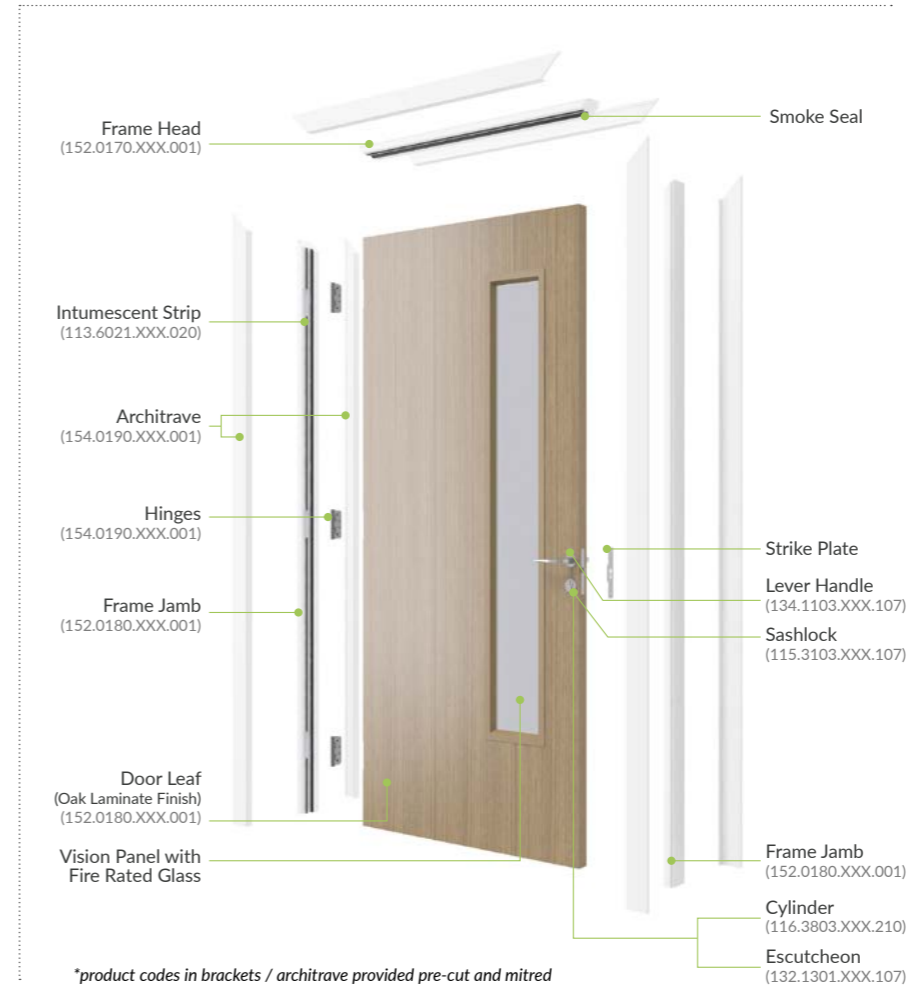 Frame Head
(152.0170.XXX.001)
Smoke Seal
Intumescent Strip
(113.6021.XXX.020)
Architrave
(154.0190.XXX.001)
Hinges
(154.0190.XXX.001)
Frame Jamb
(152.0180.XXX.001)
Door Leaf
(Oak Laminate Finish)
(152.0180.XXX.001)
Vision Panel with
Fire Rated Glass
Strike Plate
Lever Handle
(134.1103.XXX.107)
Sashlock
(115.3103.XXX.107)
Frame Jamb
(152.0180.XXX.001)
Cylinder
(116.3803.XXX.210)
Escutcheon
(132.1301.XXX.107)
*product codes in brackets / architrave provided pre-cut and mitred